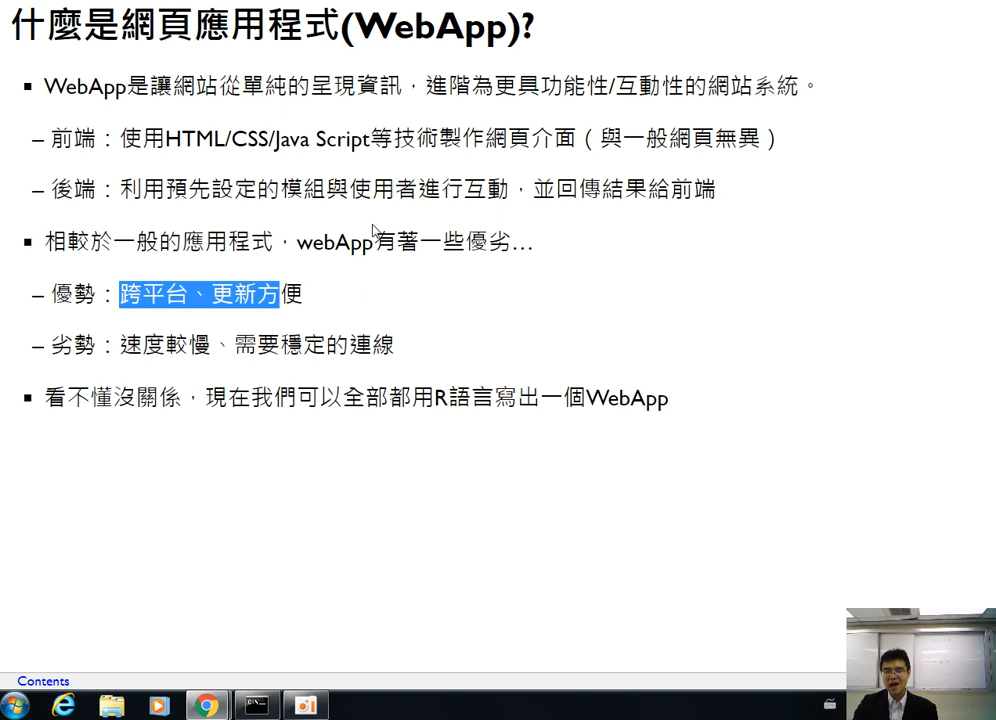 什麼是網頁應用程式(WebApp)?
▪ WebApp是讓網站從單純的呈現資訊，進階為更具功能性/互動性的網站系統。
– 前端：使用HTML/CSS/Java Script等技術製作網頁介面（與一般網頁無異）
– 後端：利用預先設定的模組與使用者進行互動，並回傳結果給前端
▪ 相較於一般的應用程式，webApp有著一些優劣…
– 優勢：跨平台、更新方便
– 劣勢：速度較慢、需要穩定的連線
▪ 看不懂沒關係，現在我們可以全部都用R語言寫出一個WebApp
Contents